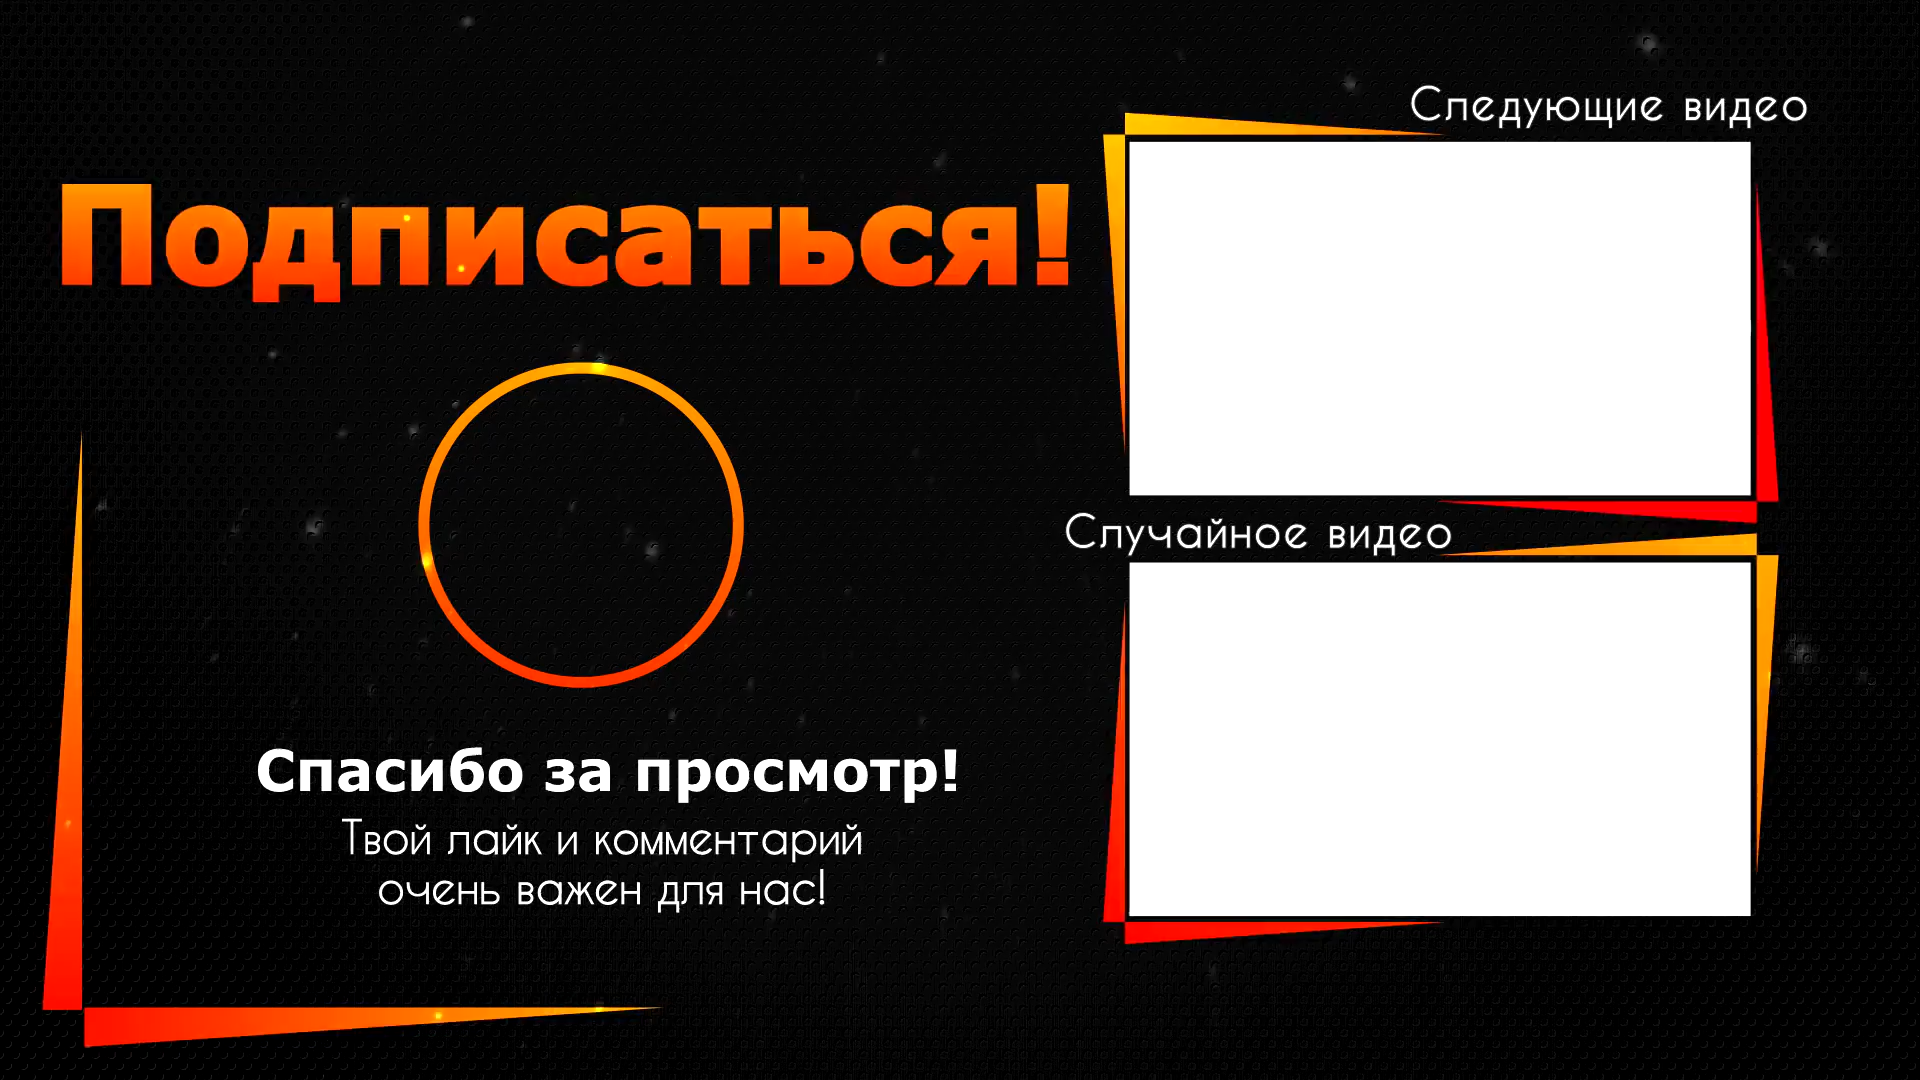 Подписаться!
Спасибо за просмотр!
Твой лайк и комментарий
очень важен для нас!
Следующие видео
Случайное видео